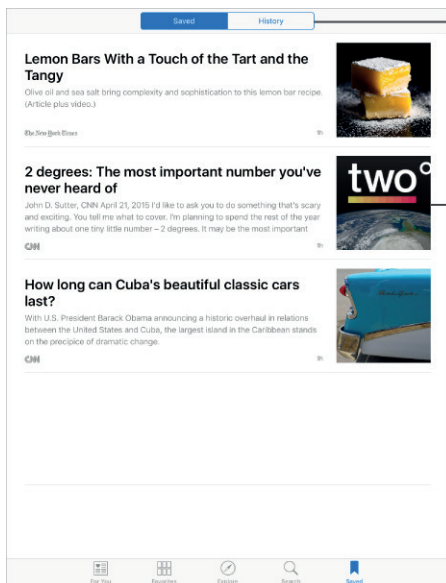 Saved History
Lemon Bars With a Touch of the Tart and the
Tangy
Olive oil and sea salt bring complexity and sophistication to this lemon bar recipe.
(Article plus video.)
The New York Times 1h
2 degrees: The most important number you've
never heard of
John D. Sutter, CNN April 21, 2015 I'd like to ask you to do something that's scary
and exciting. You tell me what to cover. I'm planning to spend the rest of the year
writing about one tiny little number – 2 degrees. It may be the most important
CNN 1h
two°
How long can Cuba's beautiful classic cars
last?
With U.S. President Barack Obama announcing a historic overhaul in relations
between the United States and Cuba, the largest island in the Caribbean stands
on the precipice of dramatic change.
CNN 1h
For You Favorites Explore Search Saved